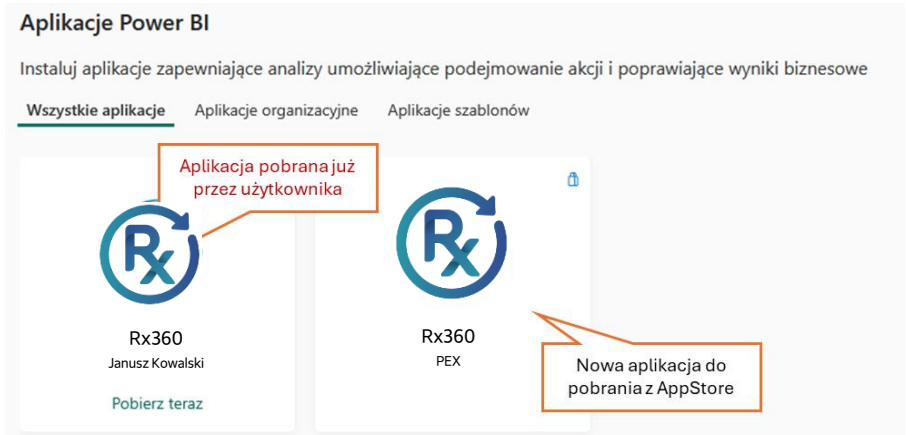 Aplikacje Power BI
Instaluj aplikacje zapewniające analizy umożliwiające podejmowanie akcji i poprawiające wyniki biznesowe
Wszystkie aplikacje Aplikacje organizacyjne Aplikacje szablonów
Aplikacja pobrana już
przez użytkownika
Rx
Rx360
Janusz Kowalski
Pobierz teraz
Rx
Rx360
PEX
Nowa aplikacja do
pobrania z AppStore